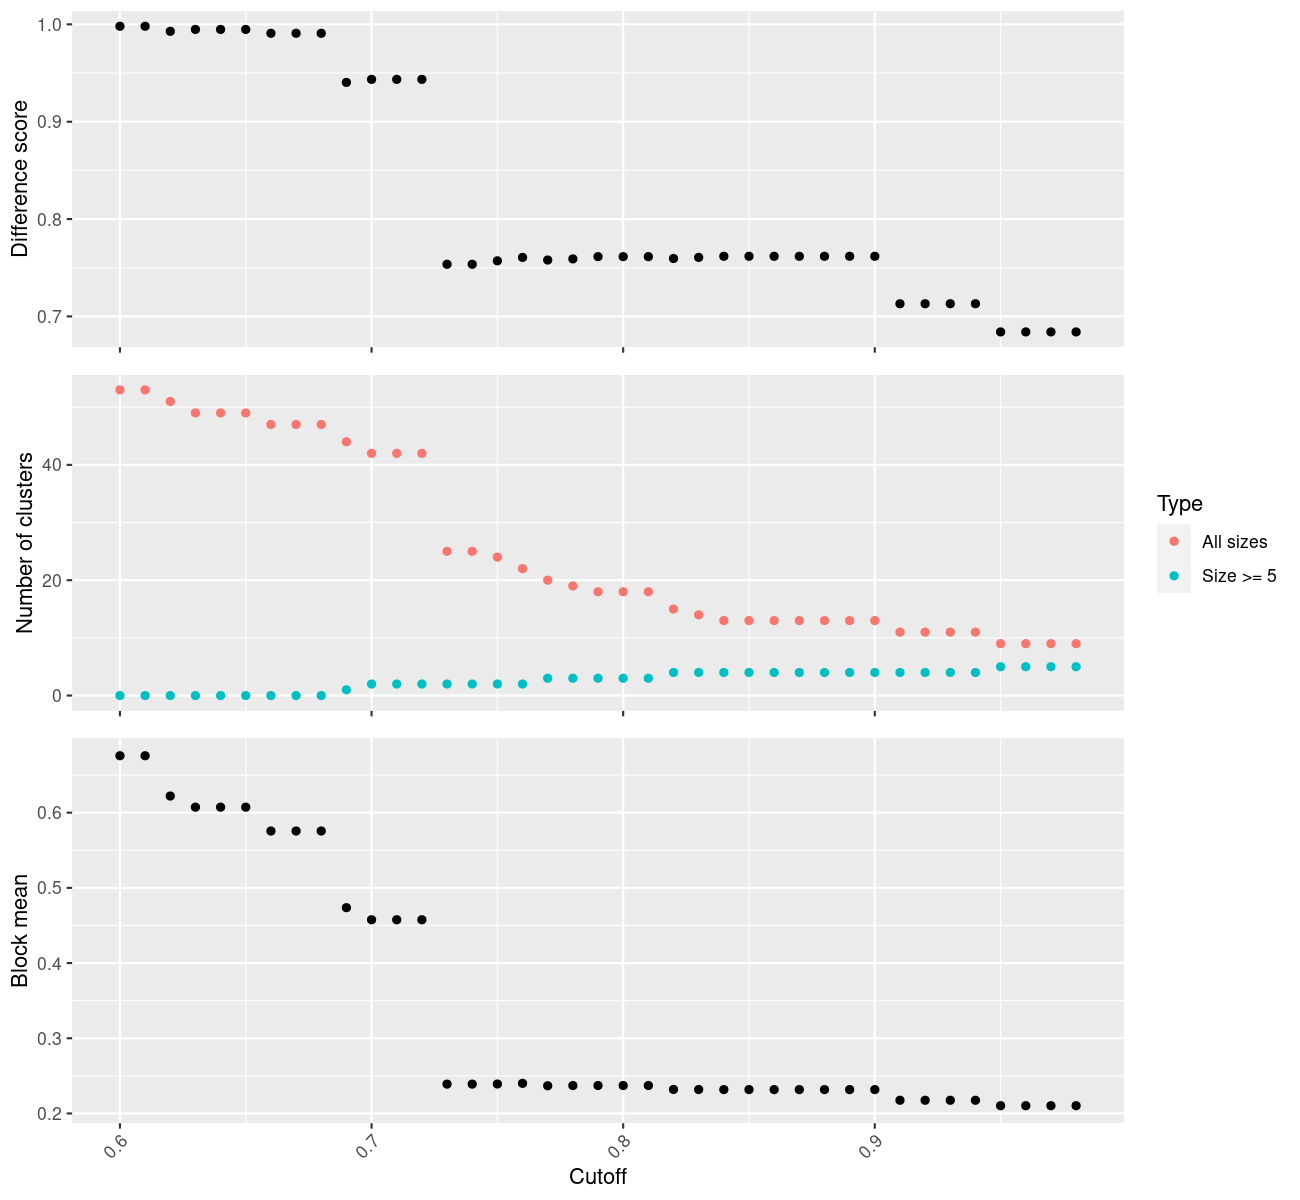 Difference score
1.0
0.9
0.8
0.7
Number of clusters
40
20
0
Type
All sizes
Size >= 5
Block mean
0.6
0.5
0.4
0.3
0.2
0.6
0.7
0.8
0.9
Cutoff